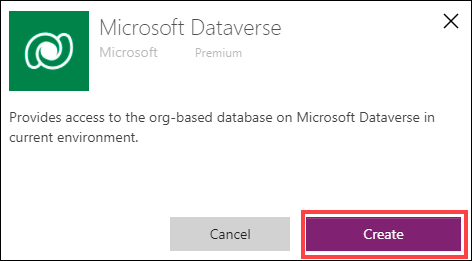 Microsoft Dataverse
Microsoft Premium
Provides access to the org-based database on Microsoft Dataverse in
current environment.
Cancel Create